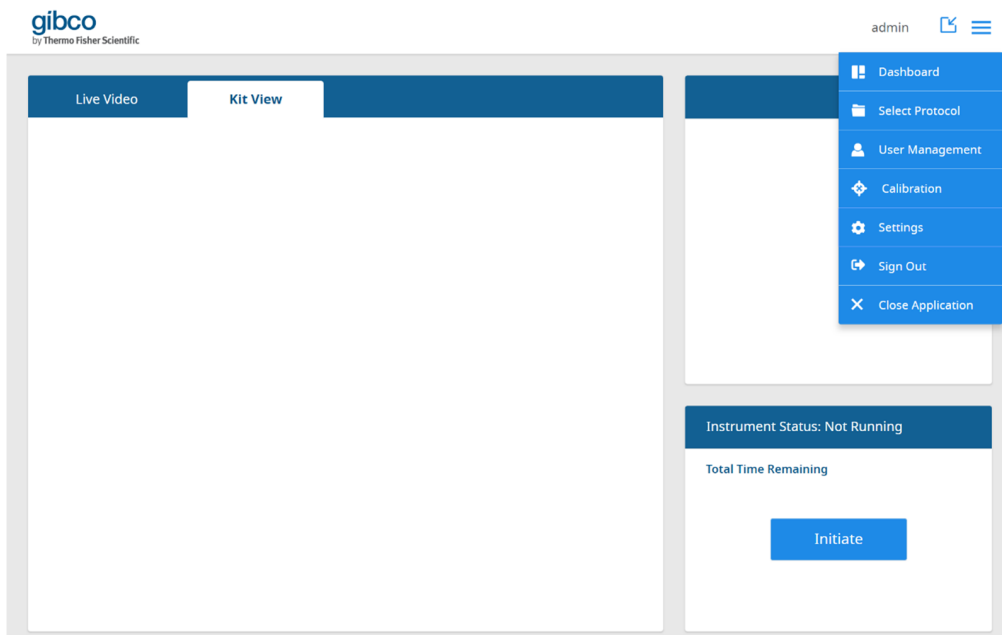 gibco
by Thermo Fisher Scientific
admin
Live Video
Kit View
Dashboard
Select Protocol
User Management
Calibration
Settings
Sign Out
Close Application
Instrument Status: Not Running
Total Time Remaining
Initiate